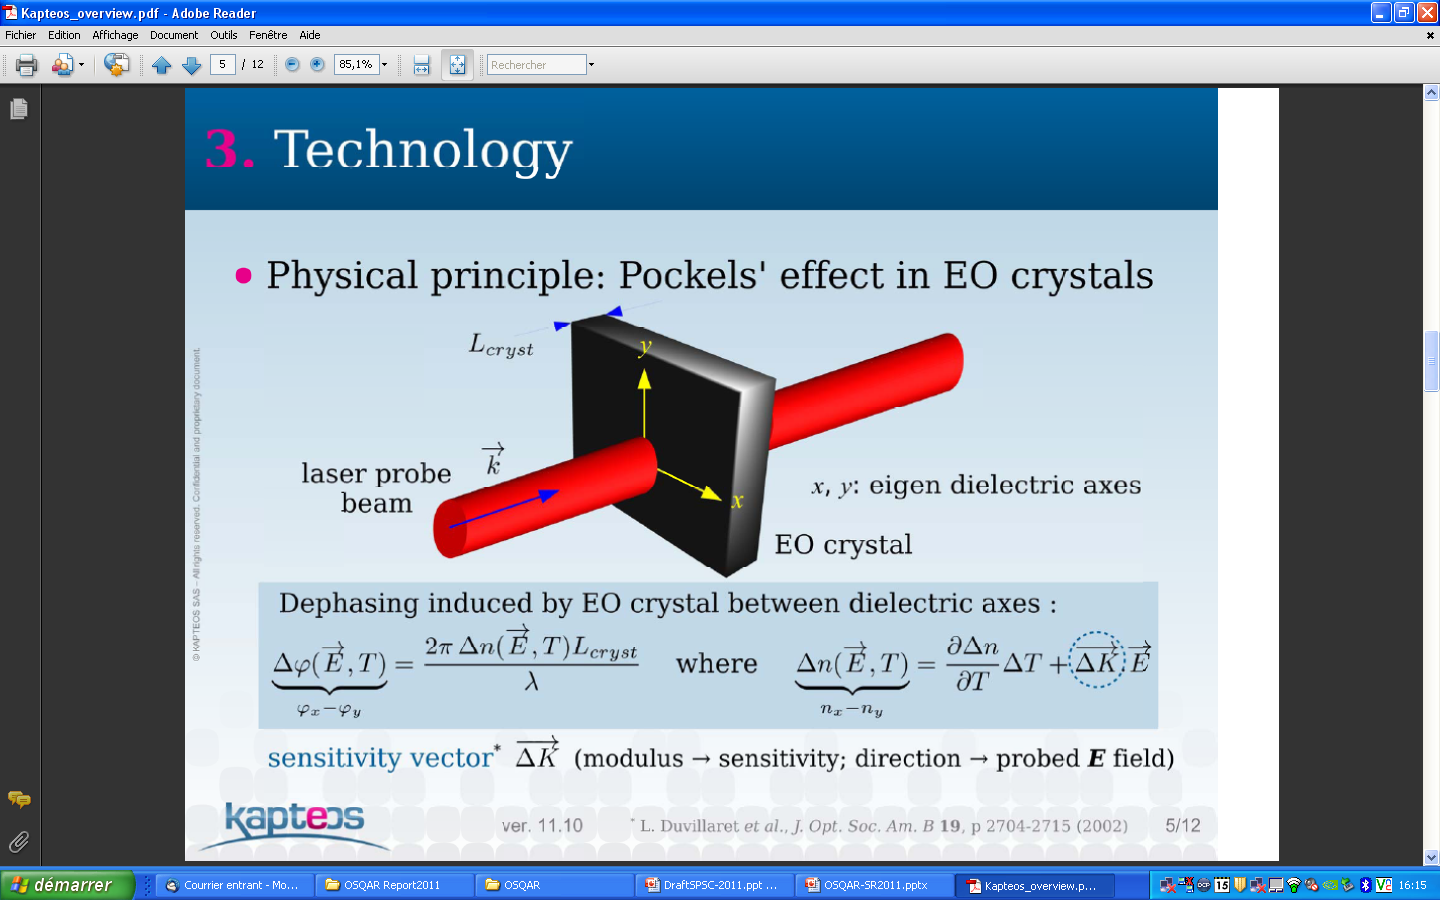 Kapteos_overview.pdf - Adobe Reader
Fichier Edition Affichage Document Outils Fenêtre Aide
5 / 12 85,1% Rechercher
3. Technology
• Physical principle: Pockels' effect in EO crystals
L_cryst
y
k⃗
laser probe
beam
x
x, y: eigen dielectric axes
EO crystal
© KAPTEOS SAS – All rights reserved. Confidential and proprietary document.
Dephasing induced by EO crystal between dielectric axes :
Δφ(E⃗, T) = 2π Δn(E⃗, T)L_cryst / λ where Δn(E⃗, T) = ∂Δn/∂T ΔT + ΔK⃗.E⃗
φx−φy nx−ny
sensitivity vector* ΔK⃗ (modulus → sensitivity; direction → probed E field)
kapteos
ver. 11.10
* L. Duvillaret et al., J. Opt. Soc. Am. B 19, p 2704-2715 (2002)
5/12
démarrer
Courrier entrant - Mo...
OSQAR Report2011
OSQAR
DraftSPSC-2011.ppt ...
OSQAR-SR2011.pptx
Kapteos_overview.p...
15
16:15